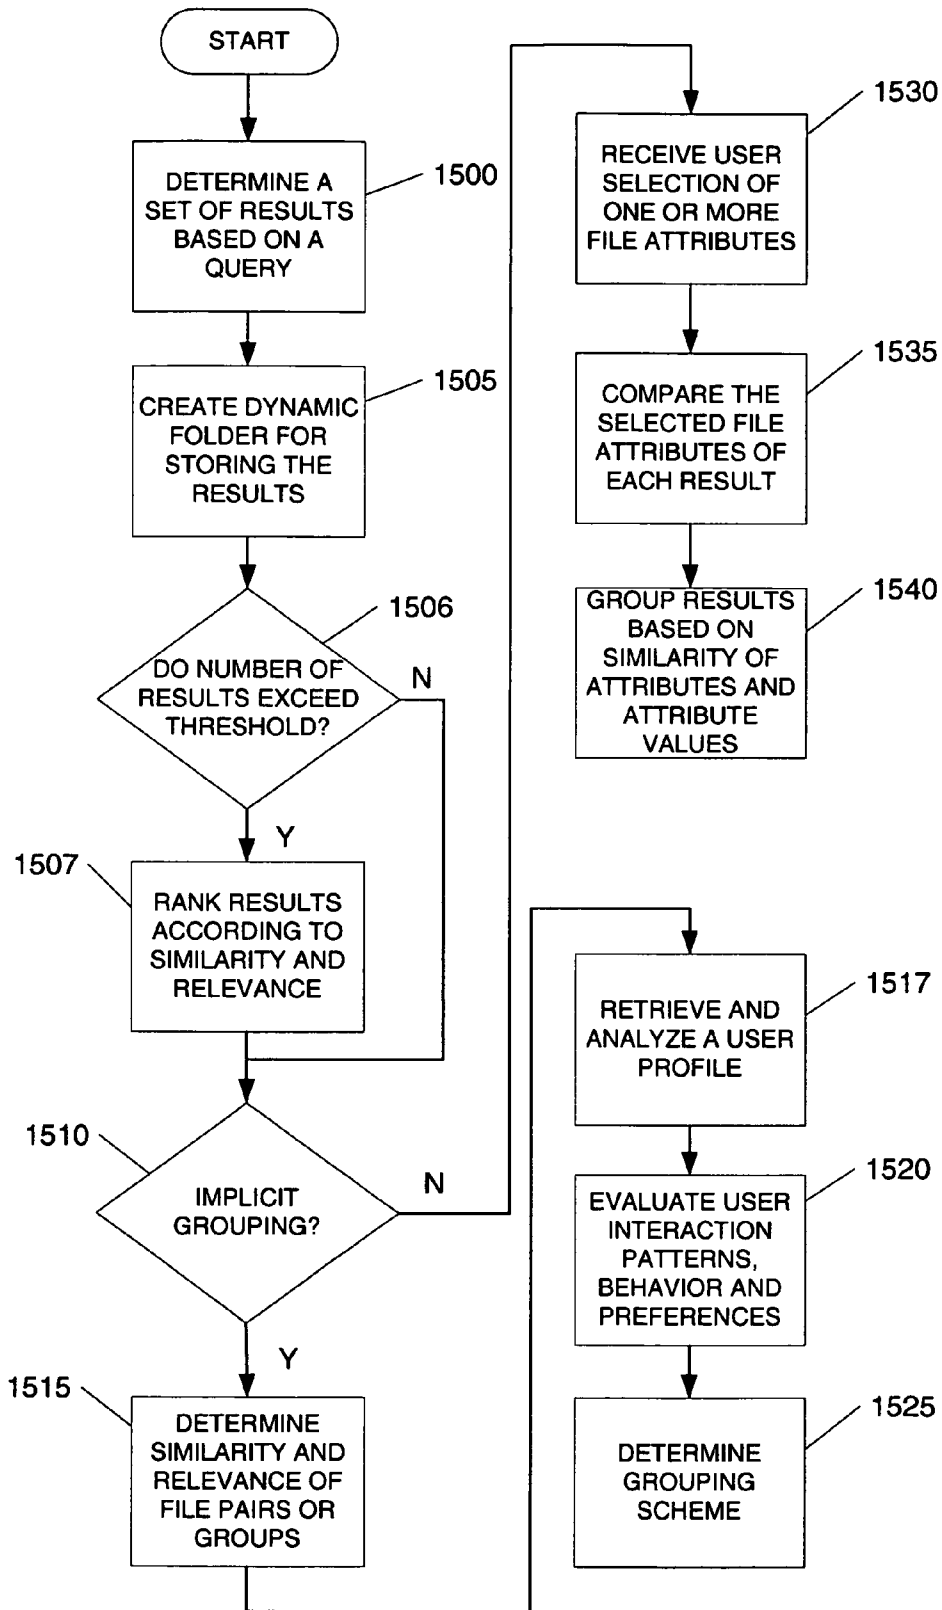 START
1500
DETERMINE A
SET OF RESULTS
BASED ON A
QUERY
1505
CREATE DYNAMIC
FOLDER FOR
STORING THE
RESULTS
1506
DO NUMBER OF
RESULTS EXCEED
THRESHOLD?
N
Y
1507
RANK RESULTS
ACCORDING TO
SIMILARITY AND
RELEVANCE
1510
IMPLICIT
GROUPING?
N
Y
1515
DETERMINE
SIMILARITY AND
RELEVANCE OF
FILE PAIRS OR
GROUPS
1530
RECEIVE USER
SELECTION OF
ONE OR MORE
FILE ATTRIBUTES
1535
COMPARE THE
SELECTED FILE
ATTRIBUTES OF
EACH RESULT
1540
GROUP RESULTS
BASED ON
SIMILARITY OF
ATTRIBUTES AND
ATTRIBUTE
VALUES
1517
RETRIEVE AND
ANALYZE A USER
PROFILE
1520
EVALUATE USER
INTERACTION
PATTERNS,
BEHAVIOR AND
PREFERENCES
1525
DETERMINE
GROUPING
SCHEME